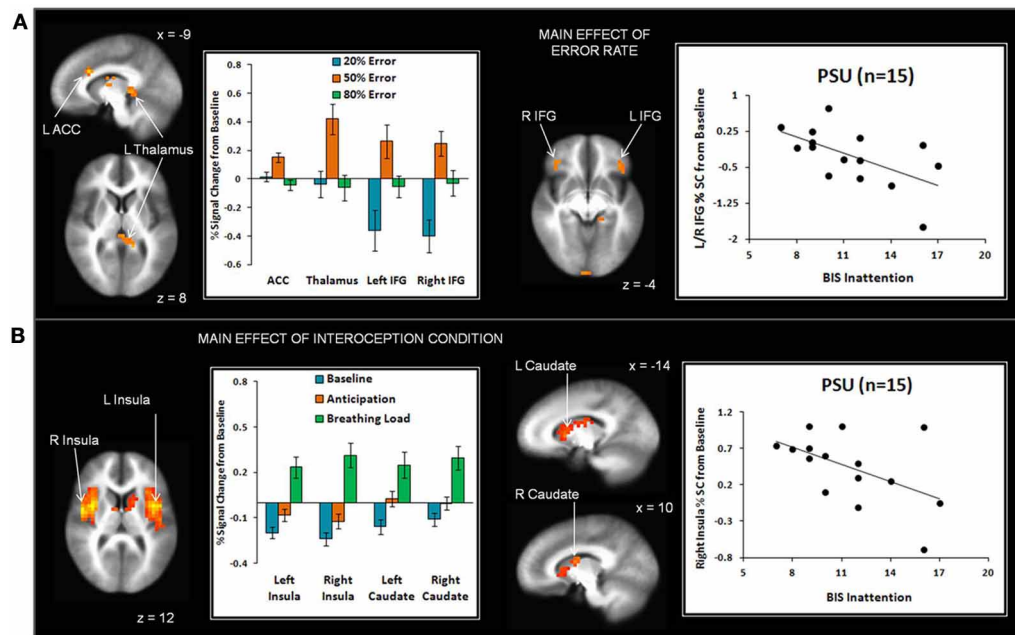 A
x = -9
L ACC
L Thalamus
z = 8
% Signal Change from Baseline
0.8
0.6
0.4
0.2
0
-0.2
-0.4
-0.6
20% Error
50% Error
80% Error
ACC Thalamus Left IFG Right IFG
MAIN EFFECT OF
ERROR RATE
R IFG
L IFG
z = -4
PSU (n=15)
L/R IFG % SC from Baseline
1
0.25
-0.5
-1.25
-2
5 8 11 14 17 20
BIS Inattention
B
MAIN EFFECT OF INTEROCEPTION CONDITION
L Insula
R Insula
z = 12
% Signal Change from Baseline
0.8
0.5
0.2
-0.1
-0.4
Baseline
Anticipation
Breathing Load
Left Right Left Right
Insula Insula Caudate Caudate
L Caudate
x = -14
R Caudate
x = 10
PSU (n=15)
Right Insula % SC from Baseline
1.2
0.7
0.2
-0.3
-0.8
5 8 11 14 17 20
BIS Inattention